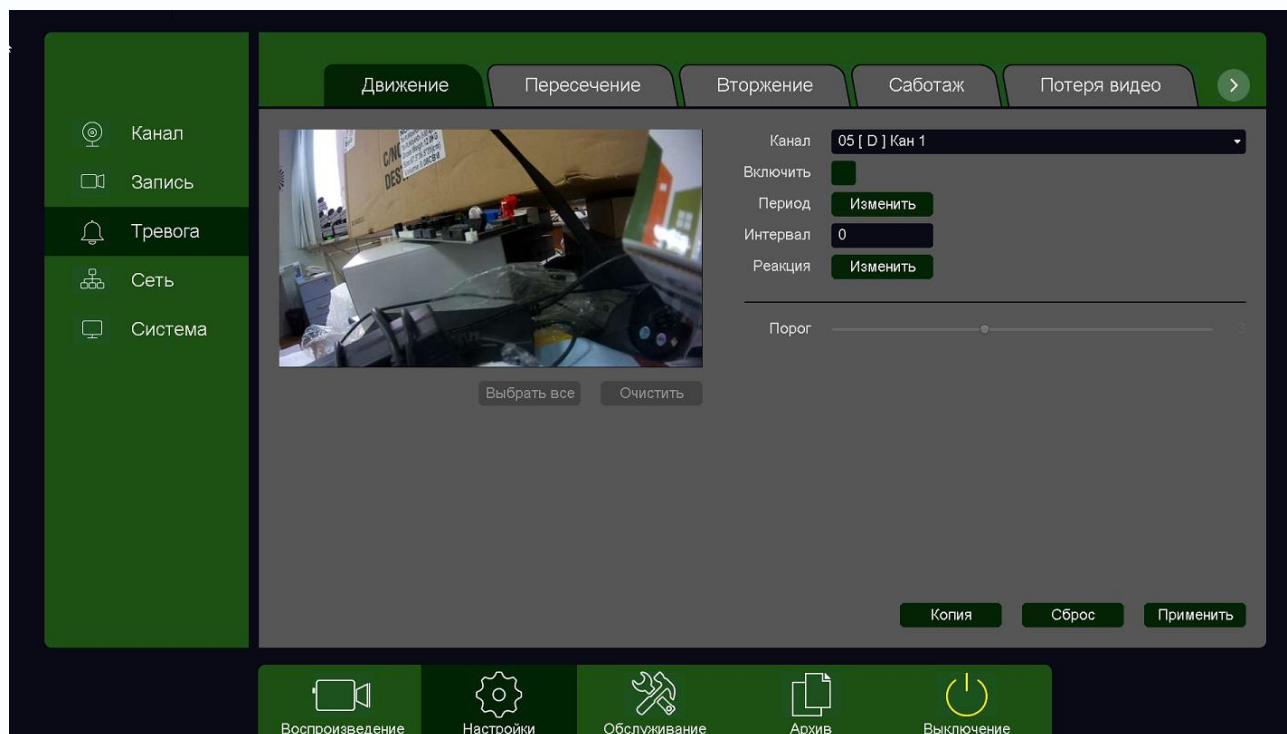 Движение
Пересечение
Вторжение
Саботаж
Потеря видео
Канал
Запись
Тревога
Сеть
Система
Канал 05 [ D ] Кан 1
Включить
Период Изменить
Интервал 0
Реакция Изменить
Порог 3
Выбрать все Очистить
Копия Сброс Применить
Воспроизведение
Настройки
Обслуживание
Архив
Выключение